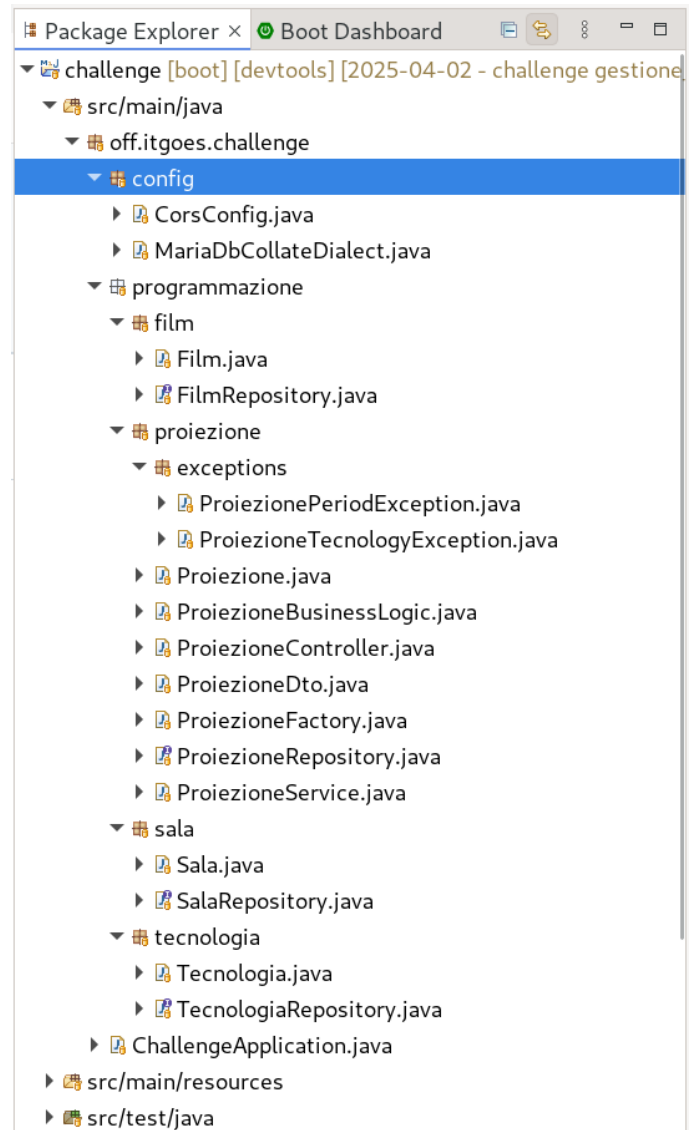 Package Explorer × Boot Dashboard
challenge [boot] [devtools] [2025-04-02 - challenge gestione
src/main/java
off.itgoes.challenge
config
CorsConfig.java
MariaDbCollateDialect.java
programmazione
film
Film.java
FilmRepository.java
proiezione
exceptions
ProiezionePeriodException.java
ProiezioneTecnologyException.java
Proiezione.java
ProiezioneBusinessLogic.java
ProiezioneController.java
ProiezioneDto.java
ProiezioneFactory.java
ProiezioneRepository.java
ProiezioneService.java
sala
Sala.java
SalaRepository.java
tecnologia
Tecnologia.java
TecnologiaRepository.java
ChallengeApplication.java
src/main/resources
src/test/java